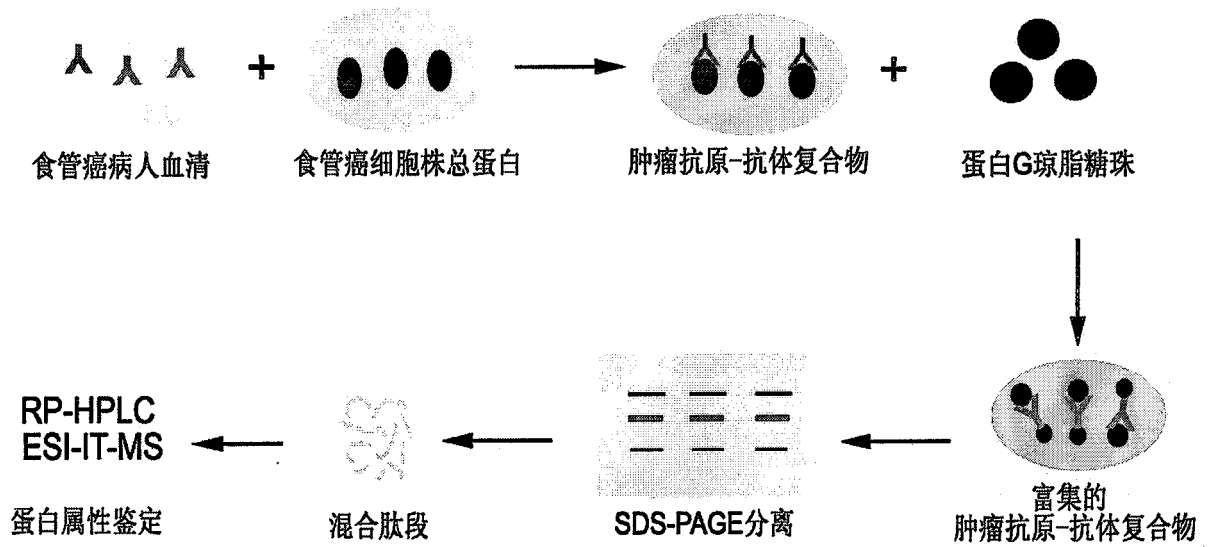 食管癌病人血清
食管癌细胞株总蛋白
肿瘤抗原-抗体复合物
蛋白G琼脂糖珠
富集的
肿瘤抗原-抗体复合物
SDS-PAGE分离
混合肽段
RP-HPLC
ESI-IT-MS
蛋白属性鉴定